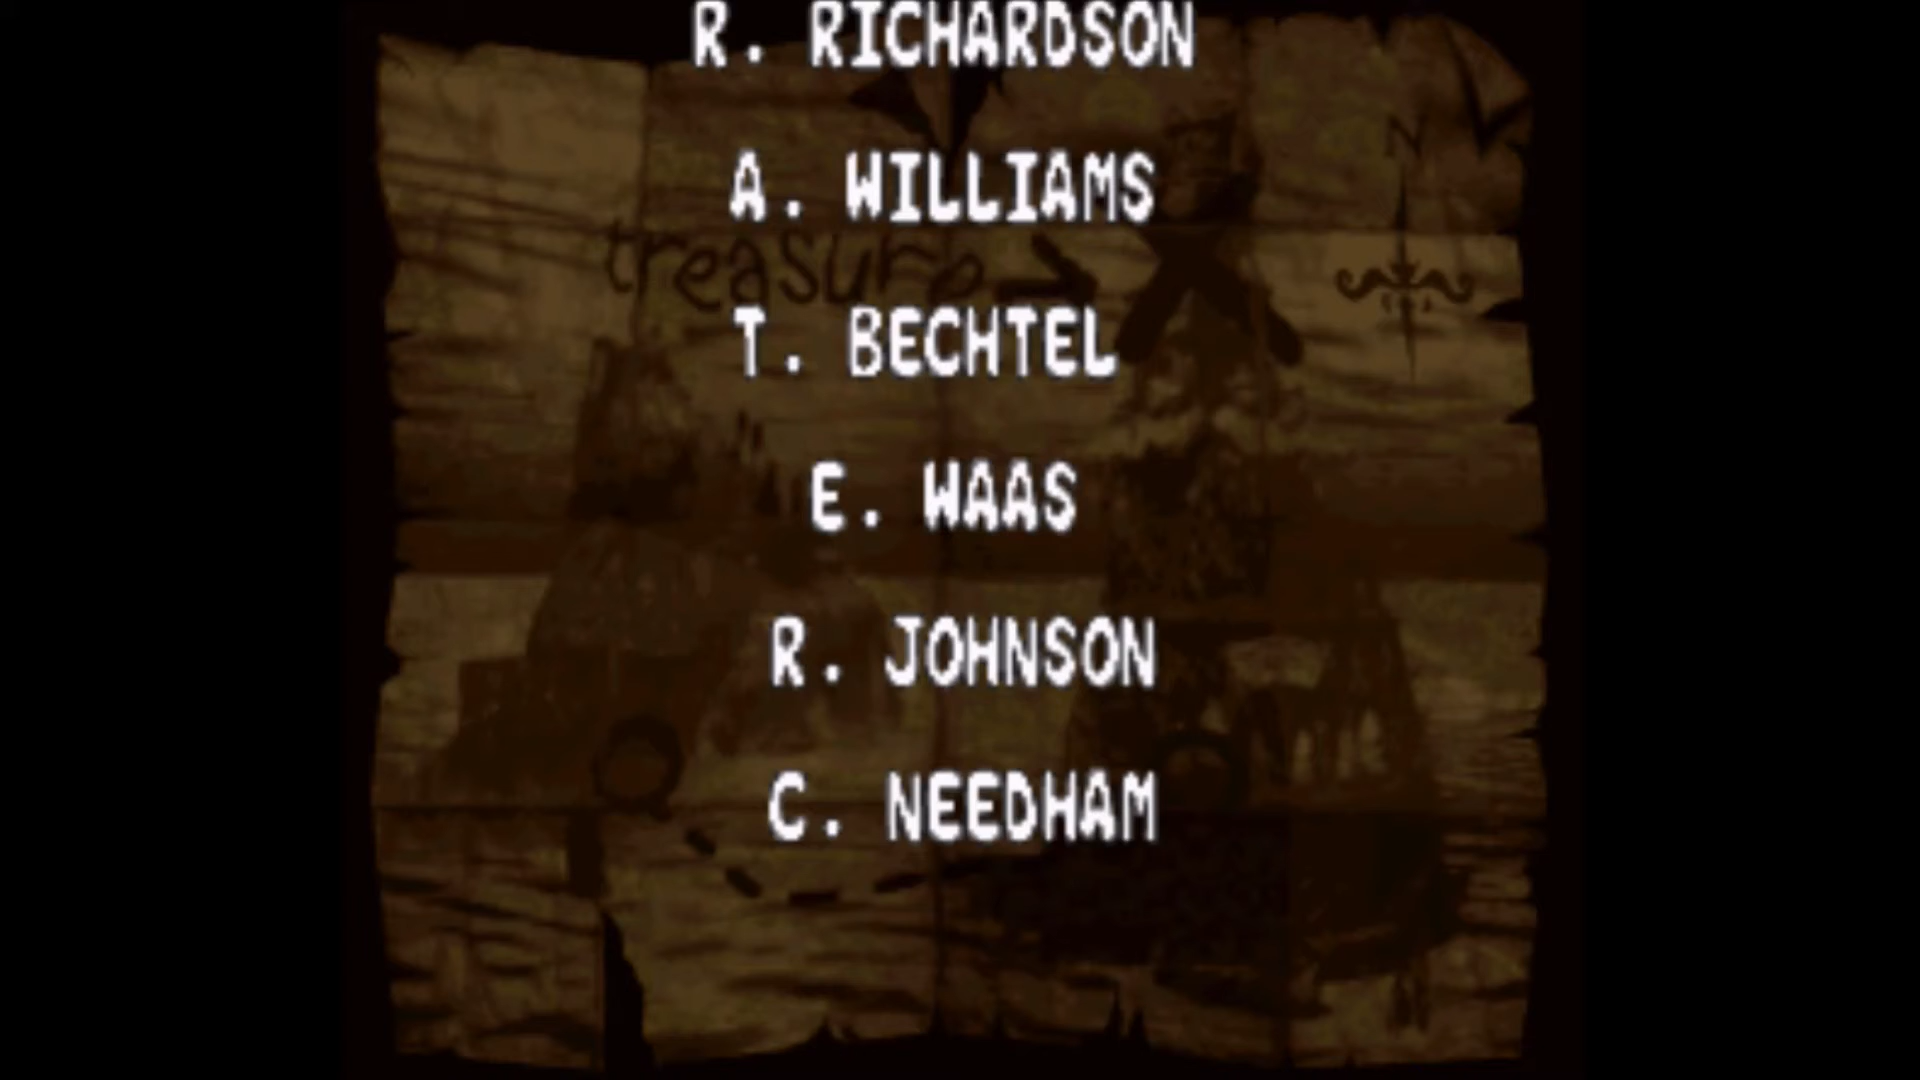 R. RICHARDSON
A. WILLIAMS
N
treasure
T. BECHTEL
E. WAAS
R. JOHNSON
C. NEEDHAM